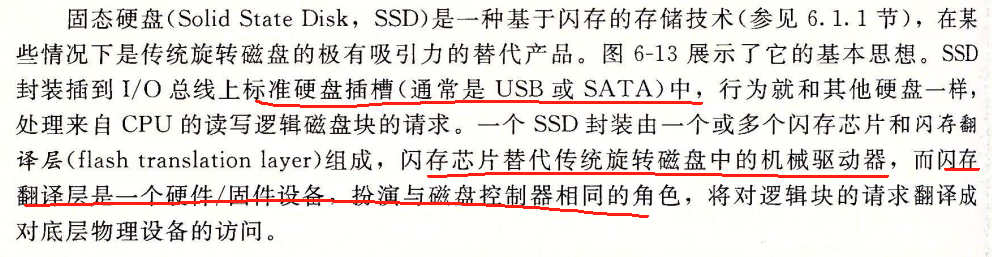 固态硬盘(Solid State Disk，SSD)是一种基于闪存的存储技术(参见 6.1.1 节)，在某
些情况下是传统旋转磁盘的极有吸引力的替代产品。图 6-13 展示了它的基本思想。SSD
封装插到 I/O 总线上标准硬盘插槽(通常是 USB 或 SATA)中，行为就和其他硬盘一样，
处理来自 CPU 的读写逻辑磁盘块的请求。一个 SSD 封装由一个或多个闪存芯片和闪存翻
译层(flash translation layer)组成，闪存芯片替代传统旋转磁盘中的机械驱动器，而闪存
翻译层是一个硬件/固件设备，扮演与磁盘控制器相同的角色，将对逻辑块的请求翻译成
对底层物理设备的访问。